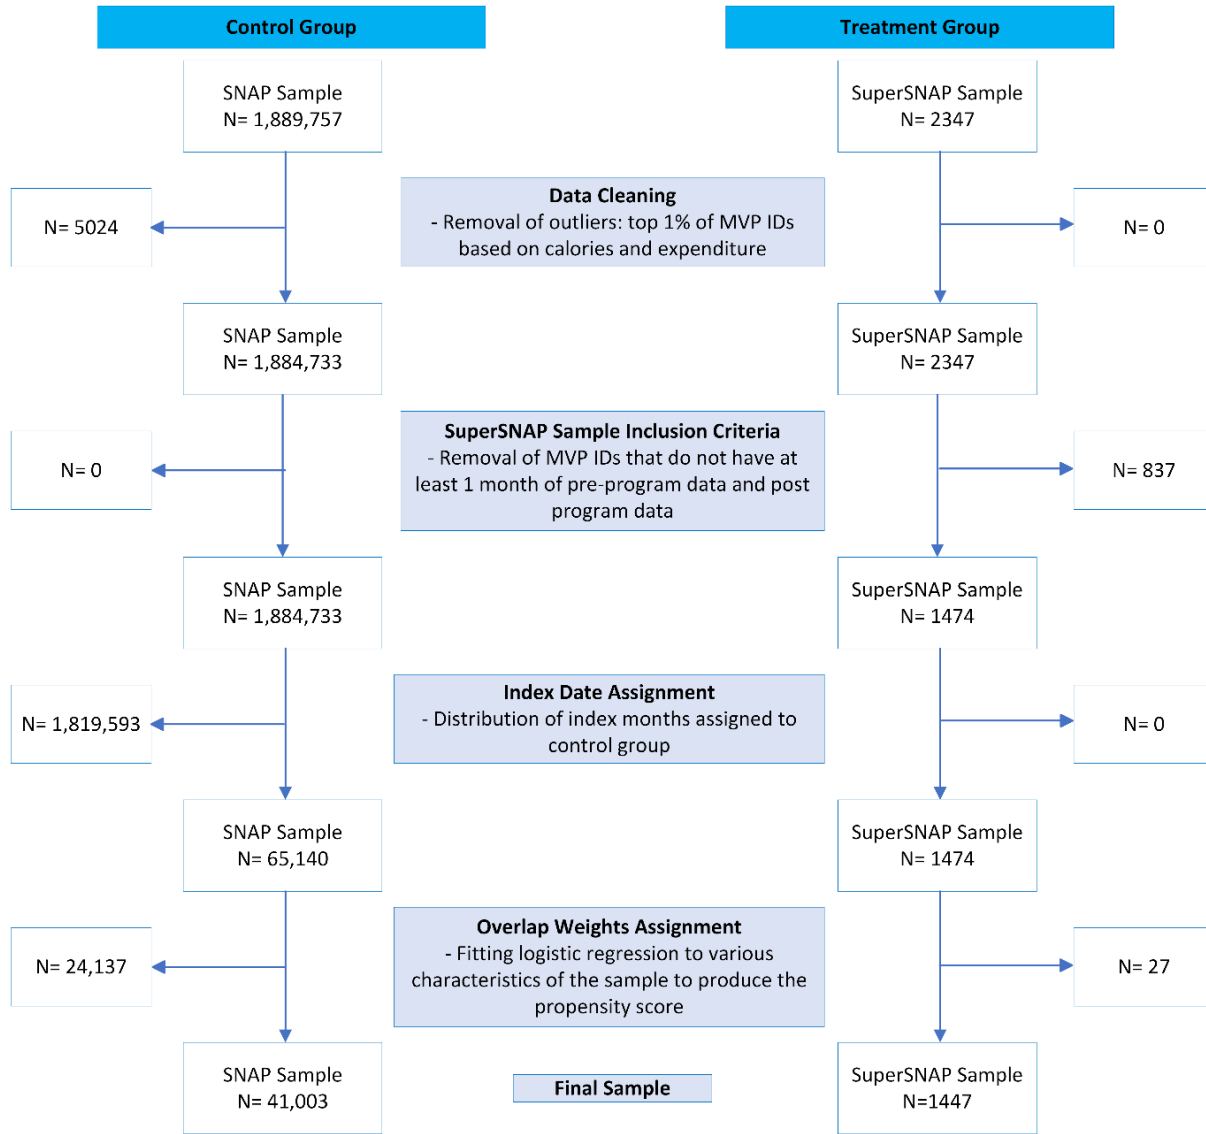 Control Group
Treatment Group
SNAP Sample
N= 1,889,757
SuperSNAP Sample
N= 2347
N= 5024
Data Cleaning
- Removal of outliers: top 1% of MVP IDs
based on calories and expenditure
N= 0
SNAP Sample
N= 1,884,733
SuperSNAP Sample
N= 2347
N= 0
SuperSNAP Sample Inclusion Criteria
- Removal of MVP IDs that do not have at
least 1 month of pre-program data and post
program data
N= 837
SNAP Sample
N= 1,884,733
SuperSNAP Sample
N= 1474
N= 1,819,593
Index Date Assignment
- Distribution of index months assigned to
control group
N= 0
SNAP Sample
N= 65,140
SuperSNAP Sample
N= 1474
N= 24,137
Overlap Weights Assignment
- Fitting logistic regression to various
characteristics of the sample to produce the
propensity score
N= 27
SNAP Sample
N= 41,003
Final Sample
SuperSNAP Sample
N=1447